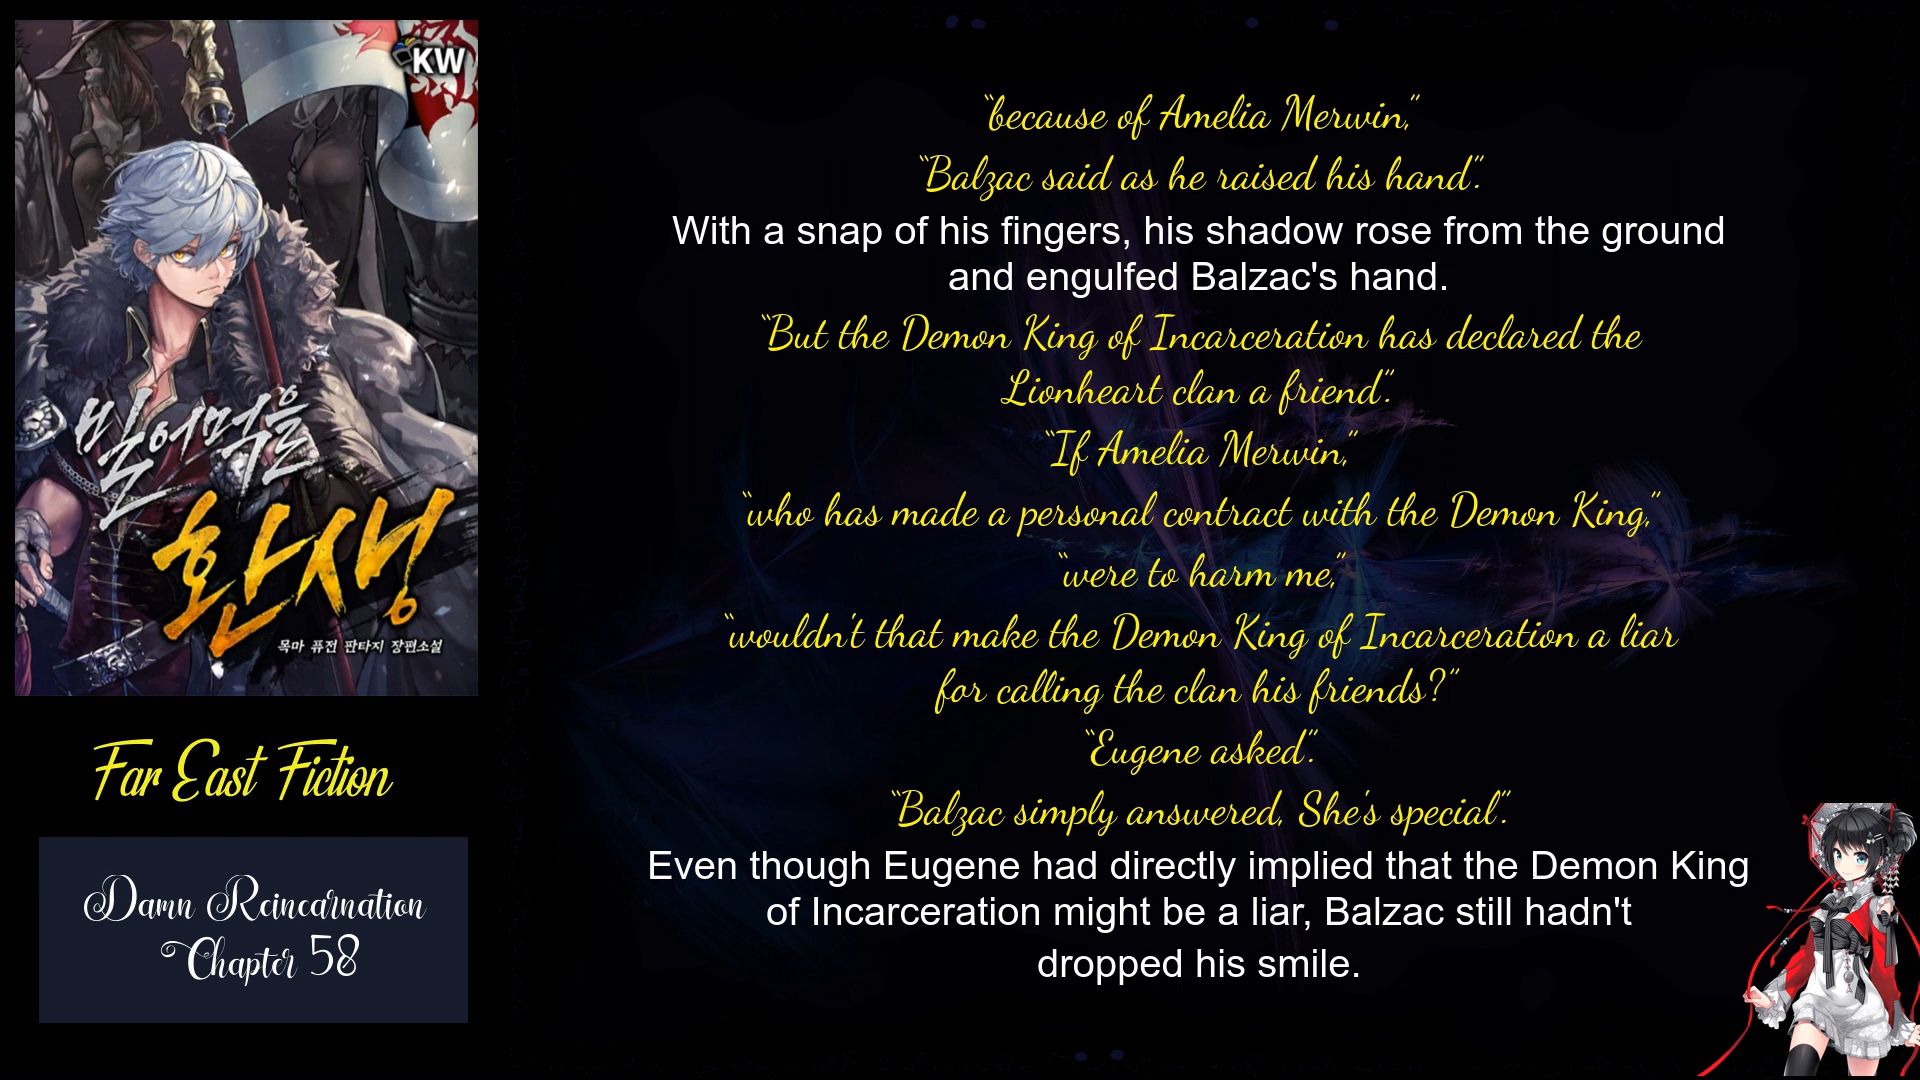 KW
빌어먹을
환생
목마 퓨전 판타지 장편소설
Far East Fiction
Damn Reincarnation
Chapter 58
“because of Amelia Merwin,”
“Balzac said as he raised his hand”.
With a snap of his fingers, his shadow rose from the ground
and engulfed Balzac's hand.
“But the Demon King of Incarceration has declared the
Lionheart clan a friend”.
“If Amelia Merwin,”
“who has made a personal contract with the Demon King,”
“were to harm me,”
“wouldn't that make the Demon King of Incarceration a liar
for calling the clan his friends?”
“Eugene asked”.
“Balzac simply answered, She's special”.
Even though Eugene had directly implied that the Demon King
of Incarceration might be a liar, Balzac still hadn't
dropped his smile.